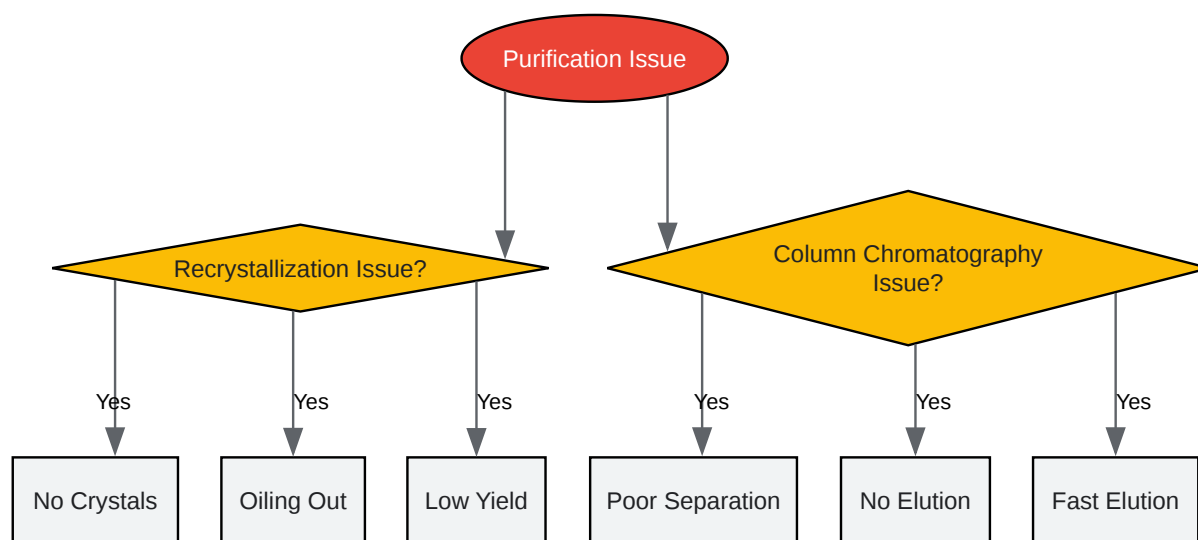 Purification Issue
Recrystallization Issue?
Column Chromatography
Issue?
Yes
Yes
Yes
Yes
Yes
Yes
No Crystals
Oiling Out
Low Yield
Poor Separation
No Elution
Fast Elution